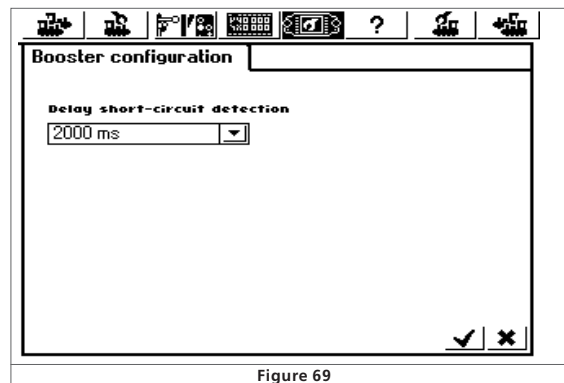 ?
Booster configuration
Delay short-circuit detection
2000 ms
Figure 69